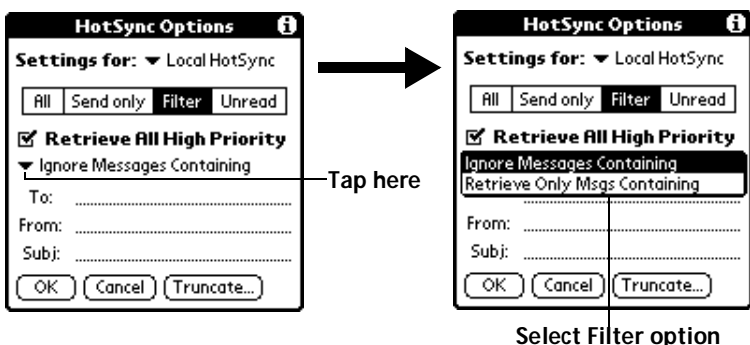 HotSync Options
Settings for: Local HotSync
All Send only Filter Unread
Retrieve All High Priority
Ignore Messages Containing
To:
From:
Subj:
OK Cancel Truncate...
Tap here
HotSync Options
Settings for: Local HotSync
All Send only Filter Unread
Retrieve All High Priority
Ignore Messages Containing
Retrieve Only Msgs Containing
From:
Subj:
OK Cancel Truncate...
Select Filter option